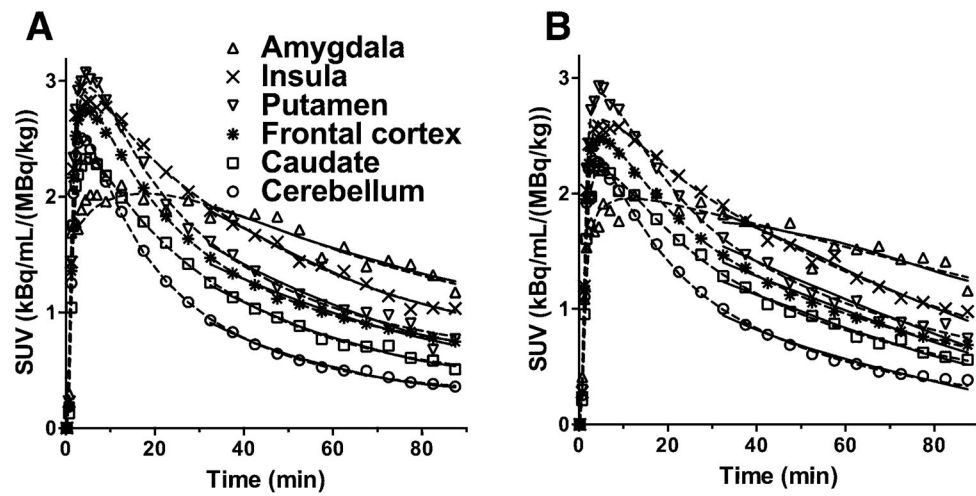 A
B
Amygdala
Insula
Putamen
Frontal cortex
Caudate
Cerebellum
SUV (kBq/mL/(MBq/kg))
3
2
1
0
0 20 40 60 80
Time (min)
SUV (kBq/mL/(MBq/kg))
3
2
1
0
0 20 40 60 80
Time (min)